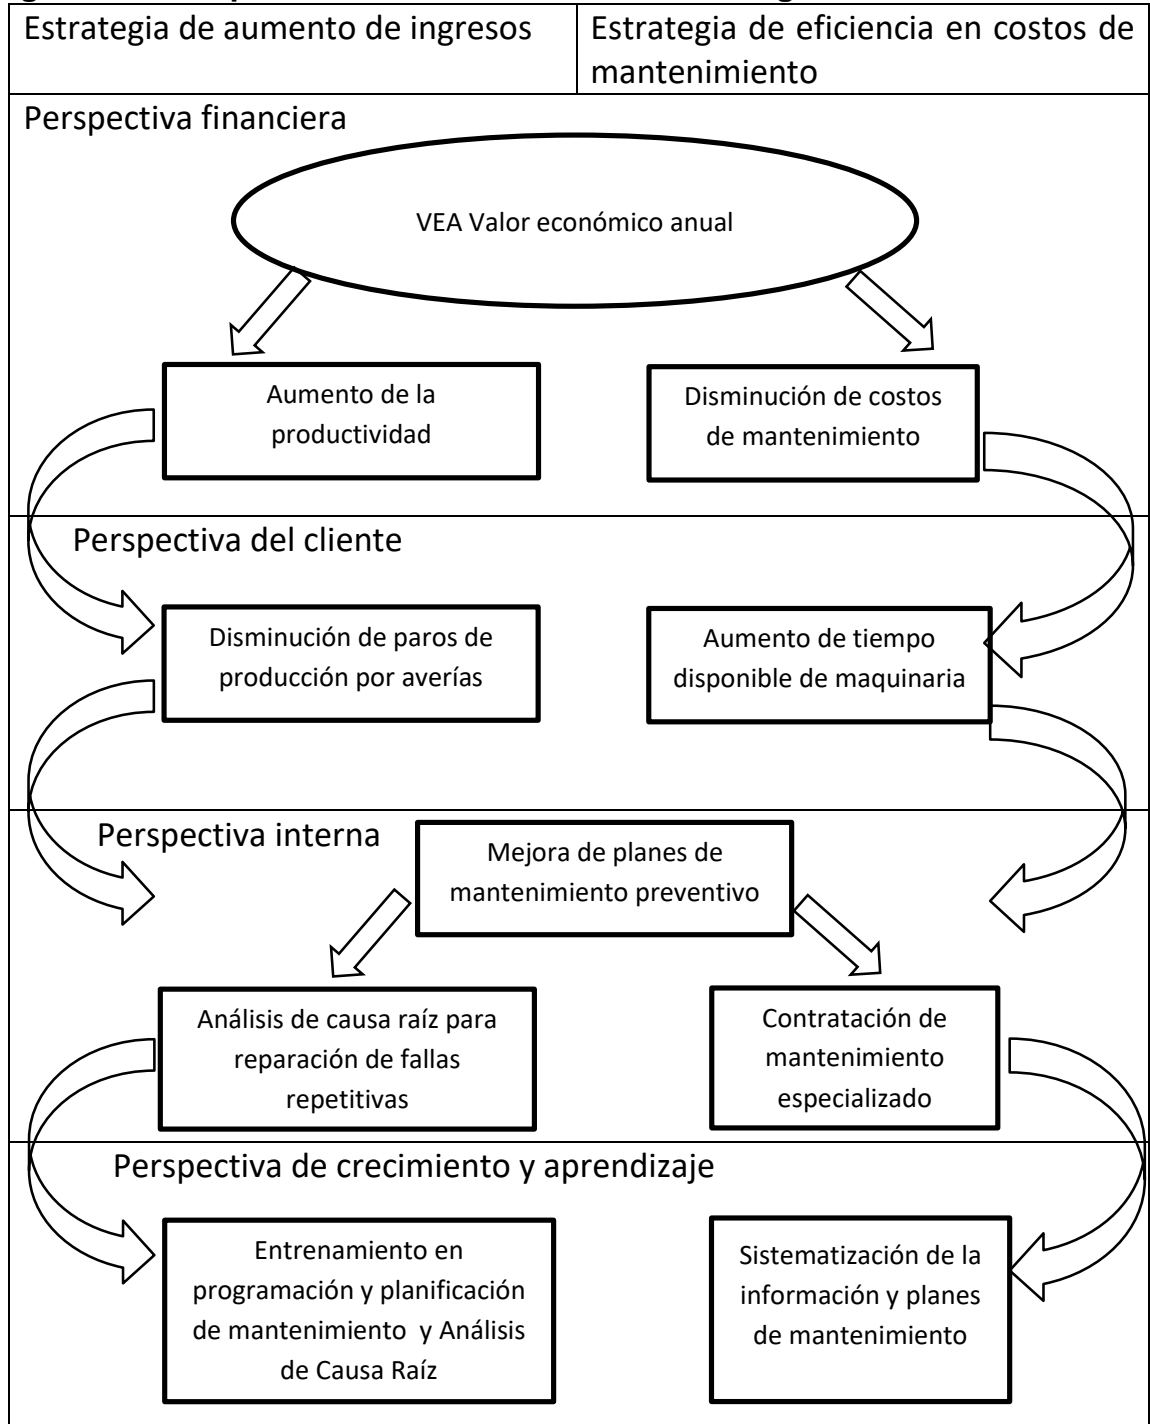 Estrategia de aumento de ingresos
Estrategia de eficiencia en costos de
mantenimiento
Perspectiva financiera
VEA Valor económico anual
Aumento de la
productividad
Disminución de costos
de mantenimiento
Perspectiva del cliente
Disminución de paros de
producción por averías
Aumento de tiempo
disponible de maquinaria
Perspectiva interna
Mejora de planes de
mantenimiento preventivo
Análisis de causa raíz para
reparación de fallas
repetitivas
Contratación de
mantenimiento
especializado
Perspectiva de crecimiento y aprendizaje
Entrenamiento en
programación y planificación
de mantenimiento y Análisis
de Causa Raíz
Sistematización de la
información y planes
de mantenimiento